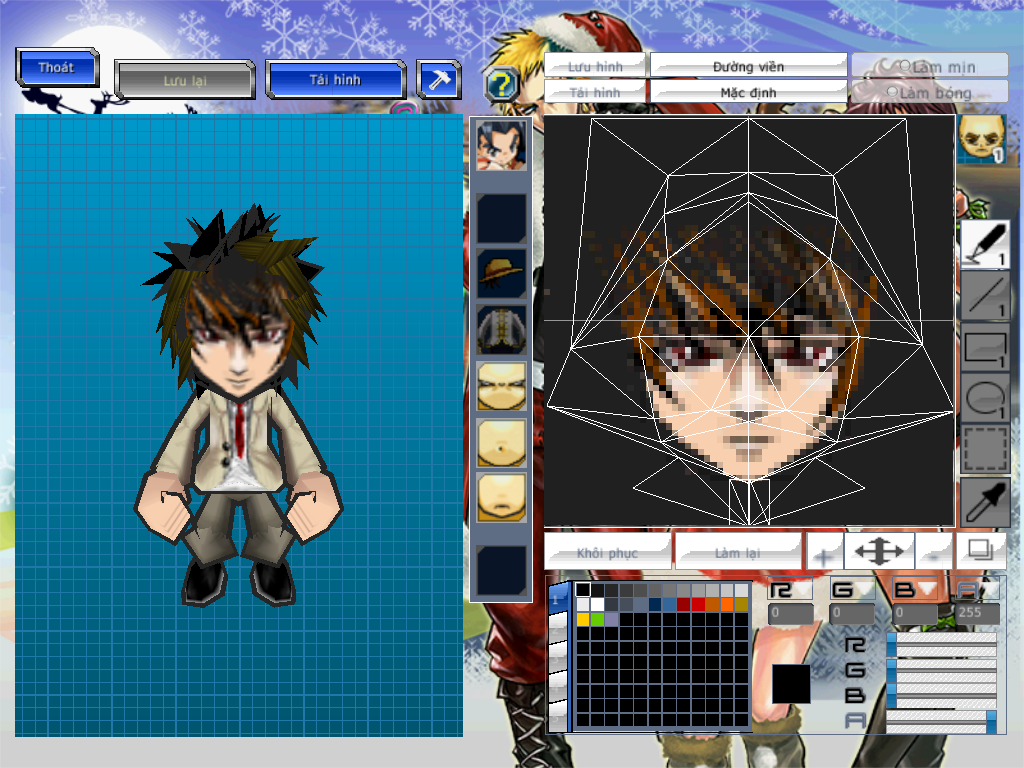 Thoát
Lưu lại
Tải hình
?
Lưu hình
Đường viền
Làm mịn
Tải hình
Mặc định
Làm bóng
1
1
1
1
1
Khôi phục
Làm lại
+
-
1
R
G
B
A
0
0
0
255
R
G
B
A